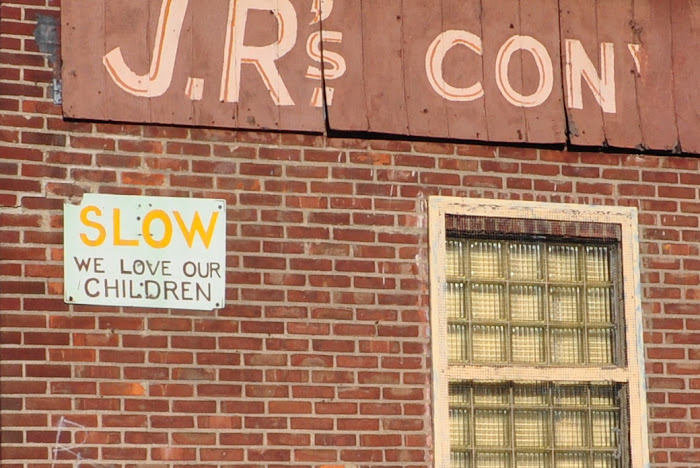 J.R.'s CON
SLOW
WE LOVE OUR
CHILDREN